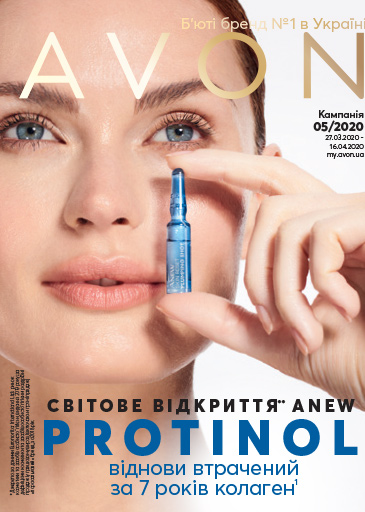 Б'юті бренд №1 в Україні
AVON
Кампанія
05/2020
27.03.2020 -
16.04.2020
my.avon.ua
СВІТОВЕ ВІДКРИТТЯ** ANEW
PROTINOL
віднови втрачений
за 7 років колаген¹